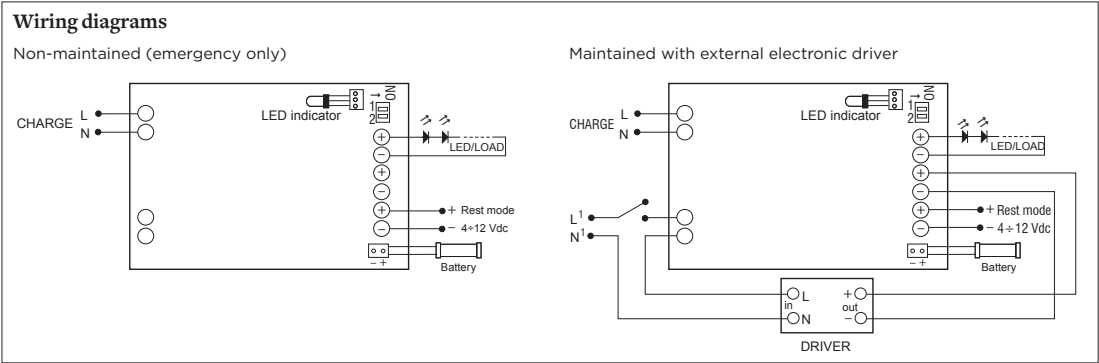 Wiring diagrams
Non-maintained (emergency only)
CHARGE
L
N
LED indicator
→
1
2
ON
+
−
+
−
+
−
LED/LOAD
+ Rest mode
− 4÷12 Vdc
− +
Battery
Maintained with external electronic driver
CHARGE
L
N
LED indicator
→
1
2
ON
+
−
+
−
+
−
LED/LOAD
+ Rest mode
− 4÷12 Vdc
− +
Battery
L1
N1
L
in
N
+
out
−
DRIVER